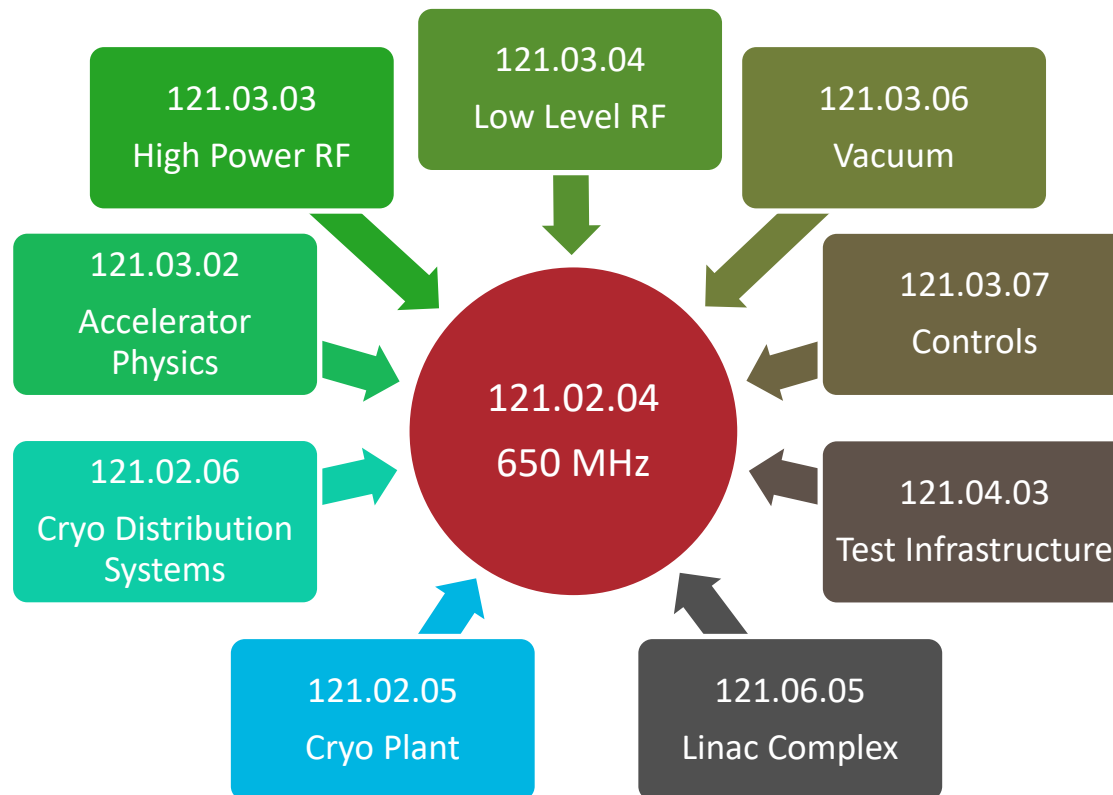 121.03.04
Low Level RF
121.03.03
High Power RF
121.03.06
Vacuum
121.03.02
Accelerator
Physics
121.03.07
Controls
121.02.04
650 MHz
121.02.06
Cryo Distribution
Systems
121.04.03
Test Infrastructure
121.02.05
Cryo Plant
121.06.05
Linac Complex